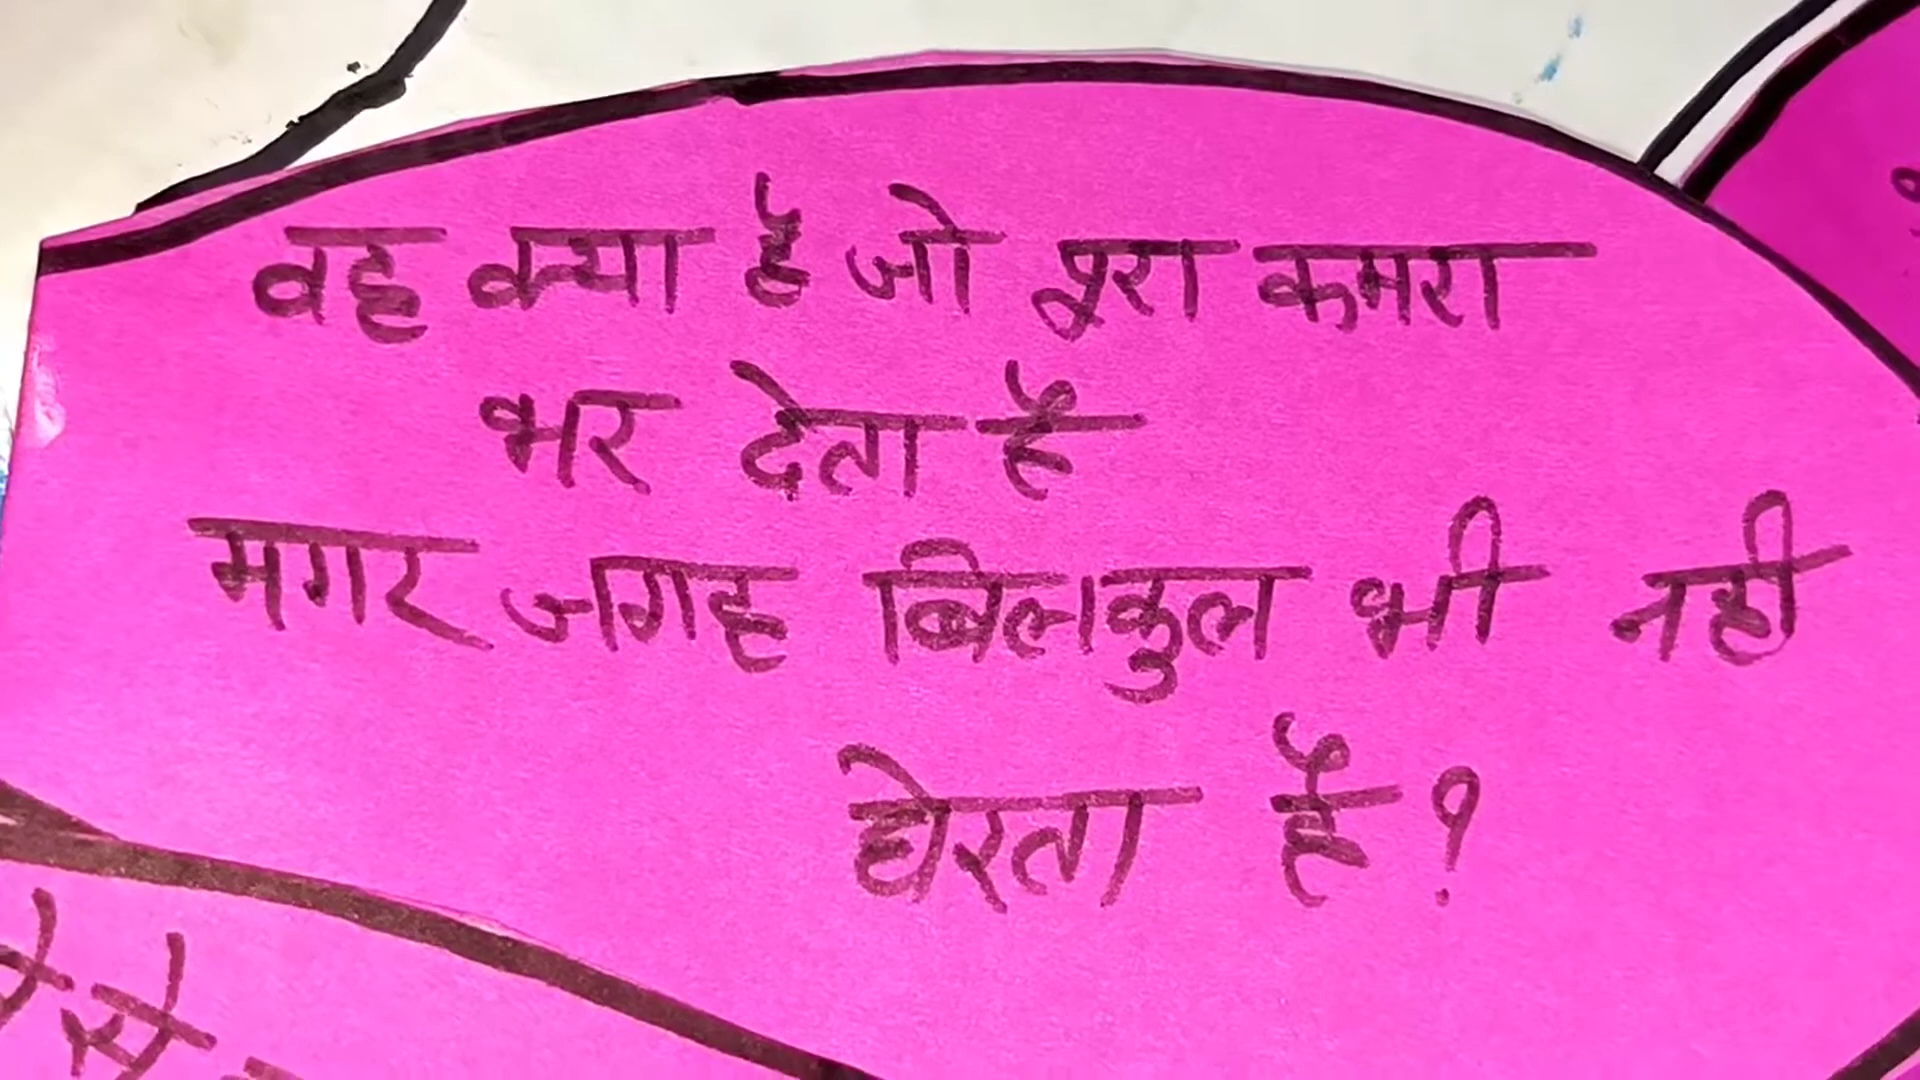 वह क्या है जो पूरा कमरा
भर देता है
मगर जगह बिलकुल भी नही
घेरता है?